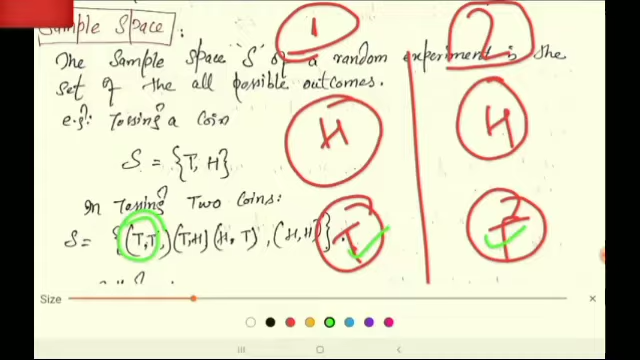 Sample Space :
1
2
The Sample space 'S' of a random experiment is the
set of the all possible outcomes.
e.g: Tossing a Coin
S = {T, H}
H
H
In Tossing Two Coins:
S = {(T,T,)(T,H)(H, T), (H,H)}.
T
T
2
Size